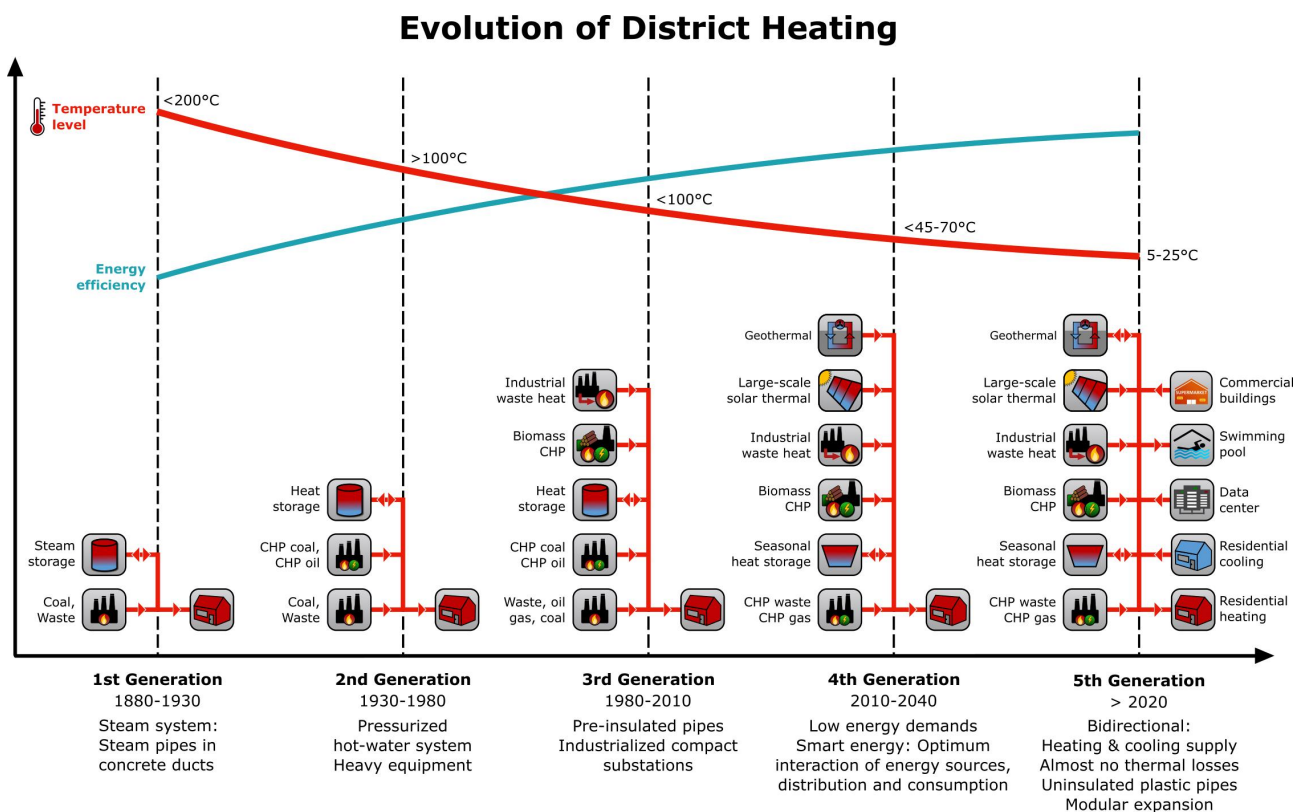 Evolution of District Heating
Temperature
level
<200°C
>100°C
<100°C
<45-70°C
5-25°C
Energy
efficiency
Steam
storage
Coal,
Waste
Heat
storage
CHP coal,
CHP oil
Coal,
Waste
Industrial
waste heat
Biomass
CHP
Heat
storage
CHP coal
CHP oil
Waste, oil
gas, coal
Geothermal
Large-scale
solar thermal
Industrial
waste heat
Biomass
CHP
Seasonal
heat storage
CHP waste
CHP gas
Geothermal
Large-scale
solar thermal
Industrial
waste heat
Biomass
CHP
Seasonal
heat storage
CHP waste
CHP gas
SUPERMARKET
Commercial
buildings
Swimming
pool
Data
center
Residential
cooling
Residential
heating
1st Generation
1880-1930
Steam system:
Steam pipes in
concrete ducts
2nd Generation
1930-1980
Pressurized
hot-water system
Heavy equipment
3rd Generation
1980-2010
Pre-insulated pipes
Industrialized compact
substations
4th Generation
2010-2040
Low energy demands
Smart energy: Optimum
interaction of energy sources,
distribution and consumption
5th Generation
> 2020
Bidirectional:
Heating & cooling supply
Almost no thermal losses
Uninsulated plastic pipes
Modular expansion